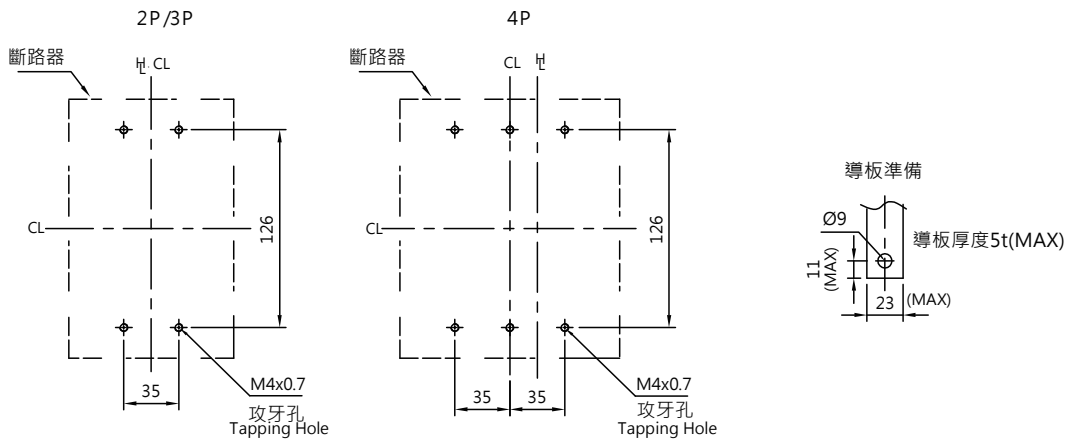 2P/3P
斷路器
HL CL
CL
126
35
M4x0.7
攻牙孔
Tapping Hole
4P
斷路器
CL HL
CL
126
35
35
M4x0.7
攻牙孔
Tapping Hole
導板準備
Ø9
導板厚度5t(MAX)
11
(MAX)
23 (MAX)